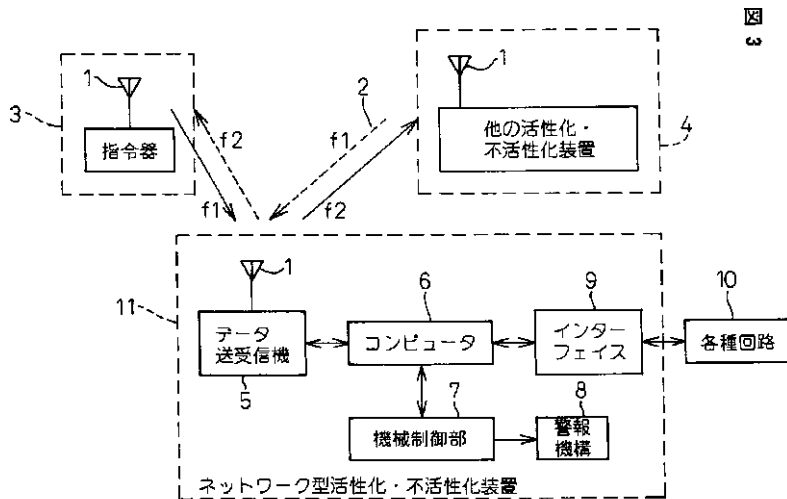 図3
1
3
指令器
f2
f1
2
f1
f2
1
他の活性化・
不活性化装置
4
11
1
データ
送受信機
5
6
コンピュータ
9
インター
フェイス
10
各種回路
7
機械制御部
8
警報
機構
ネットワーク型活性化・不活性化装置